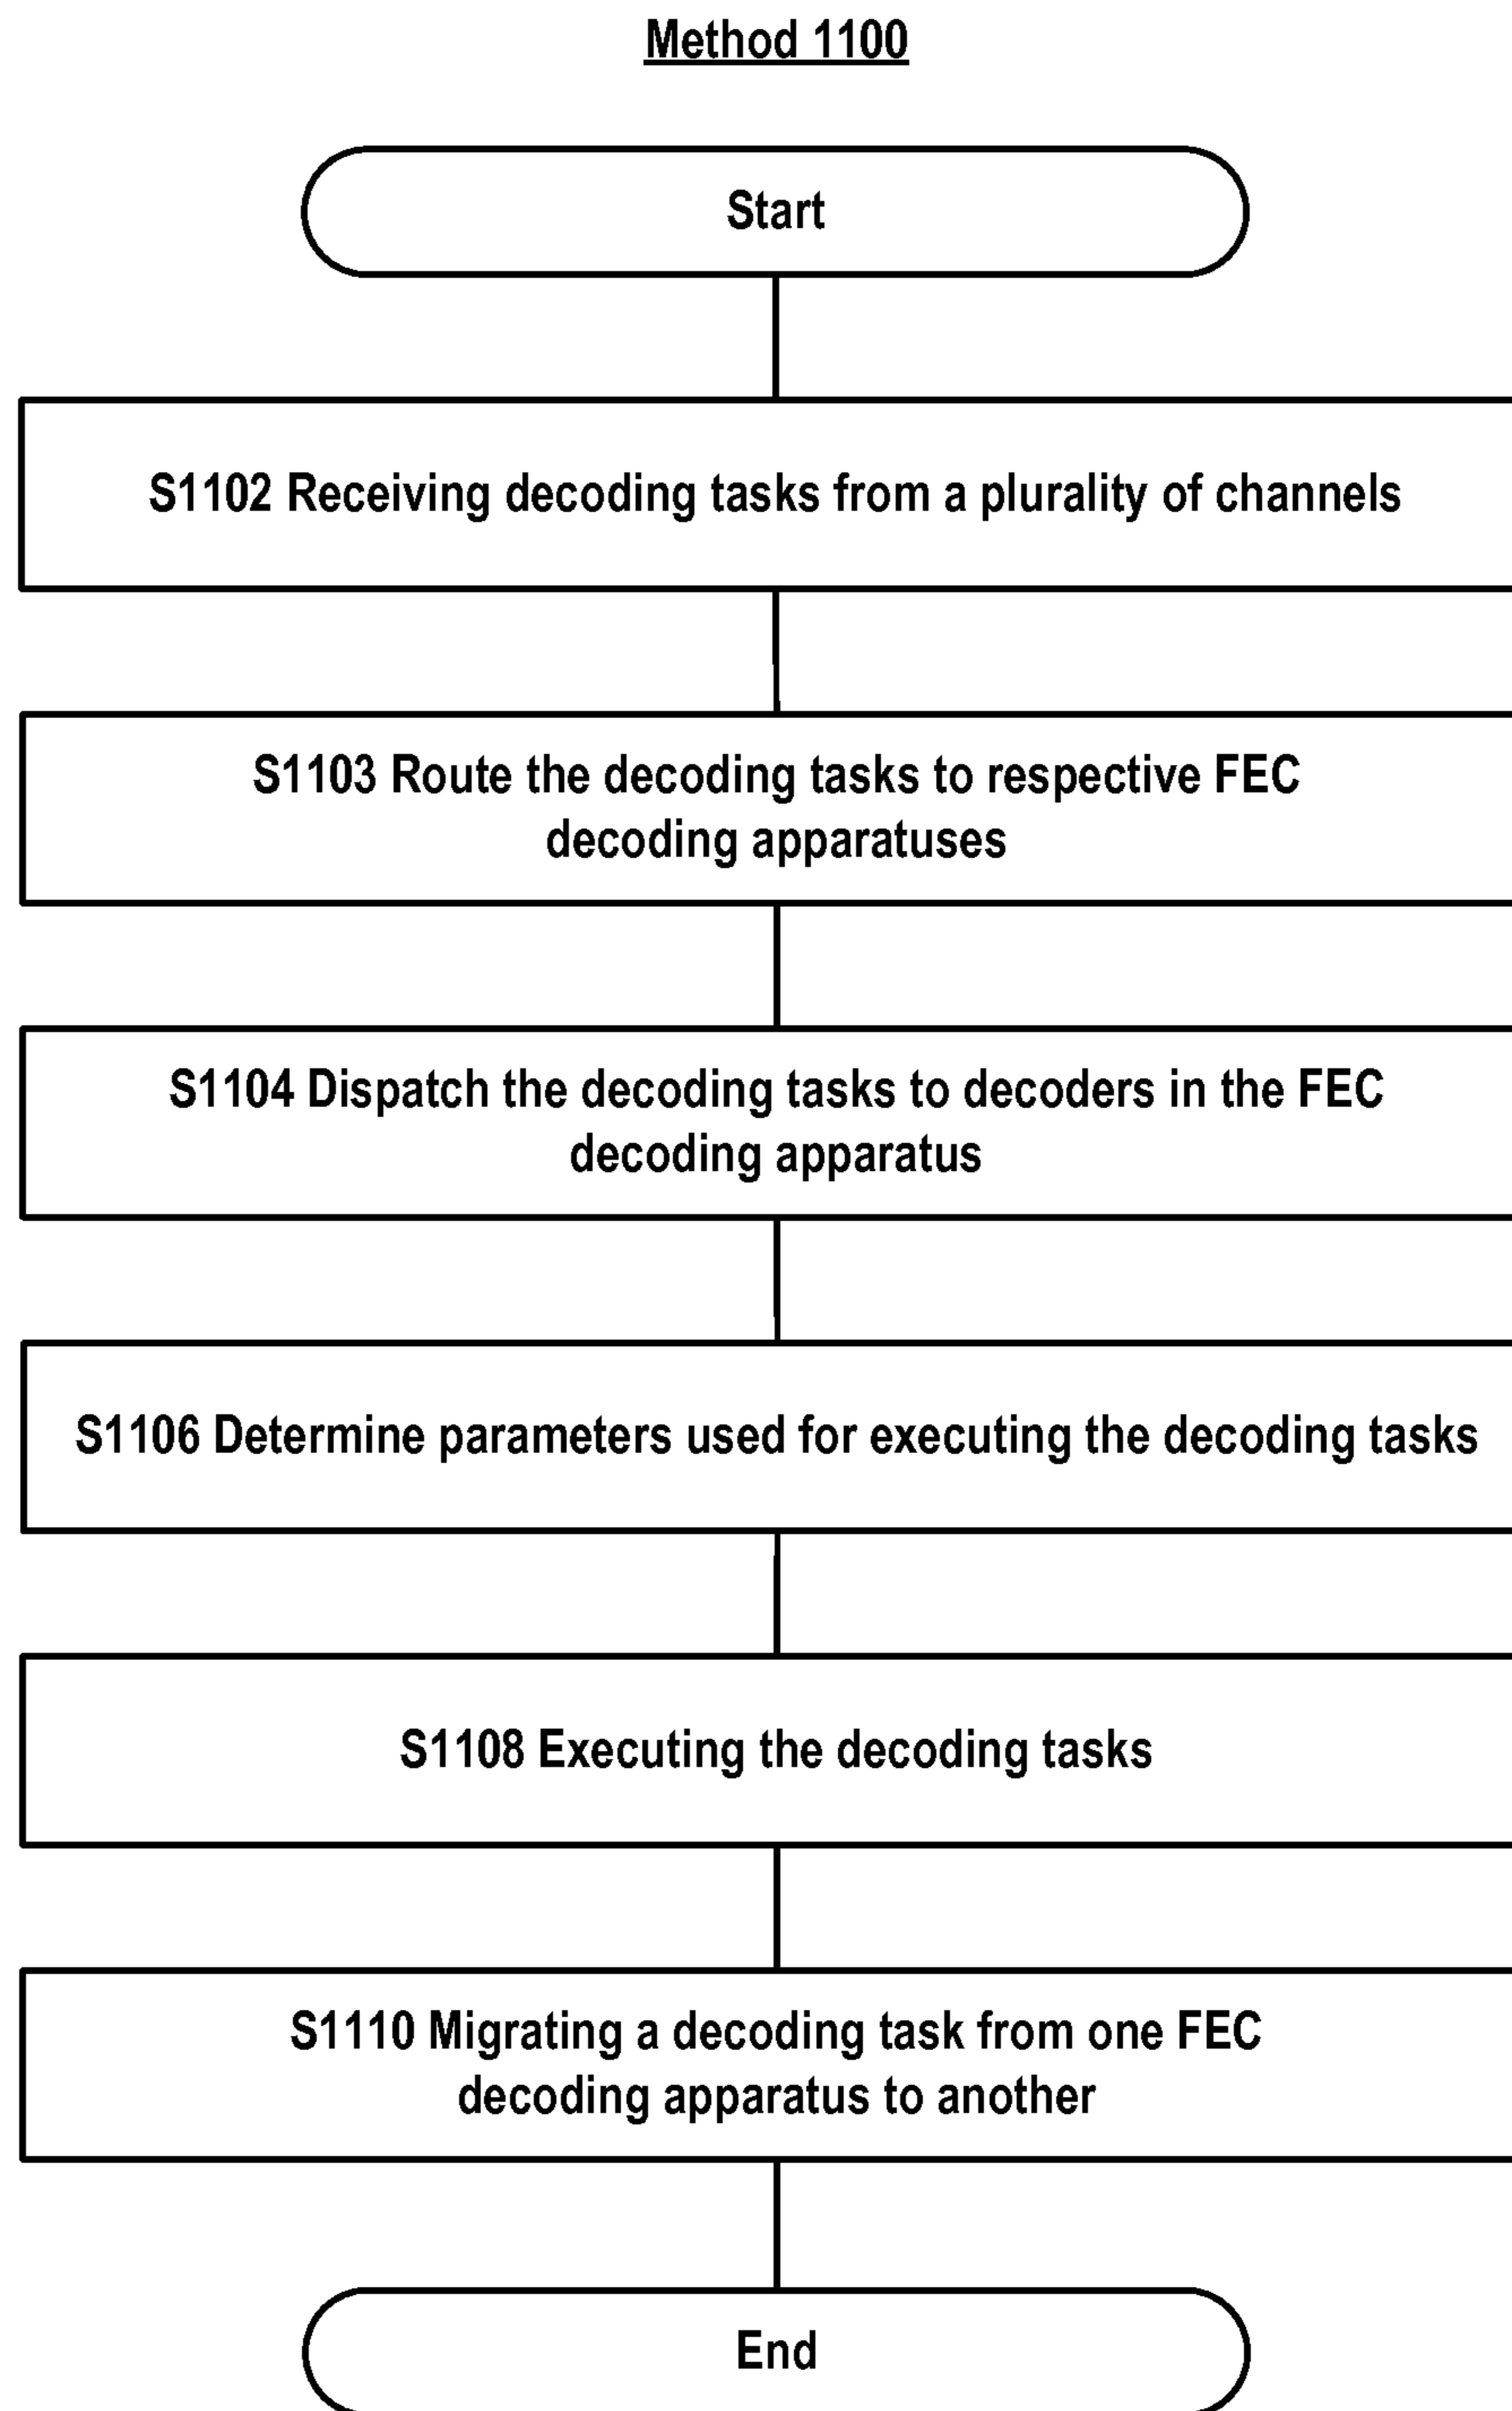 Method 1100
Start
S1102 Receiving decoding tasks from a plurality of channels
S1103 Route the decoding tasks to respective FEC
decoding apparatuses
S1104 Dispatch the decoding tasks to decoders in the FEC
decoding apparatus
S1106 Determine parameters used for executing the decoding tasks
S1108 Executing the decoding tasks
S1110 Migrating a decoding task from one FEC
decoding apparatus to another
End